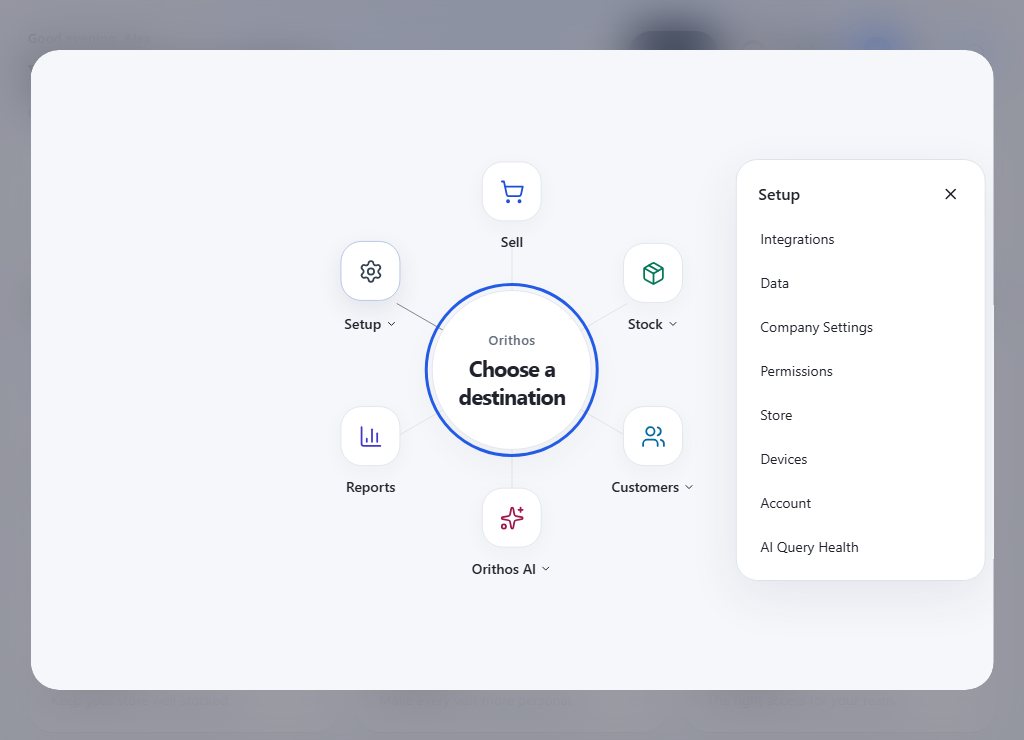 Sell
Setup
Stock
Orithos
Choose a
destination
Reports
Customers
Orithos AI
Setup
Integrations
Data
Company Settings
Permissions
Store
Devices
Account
AI Query Health